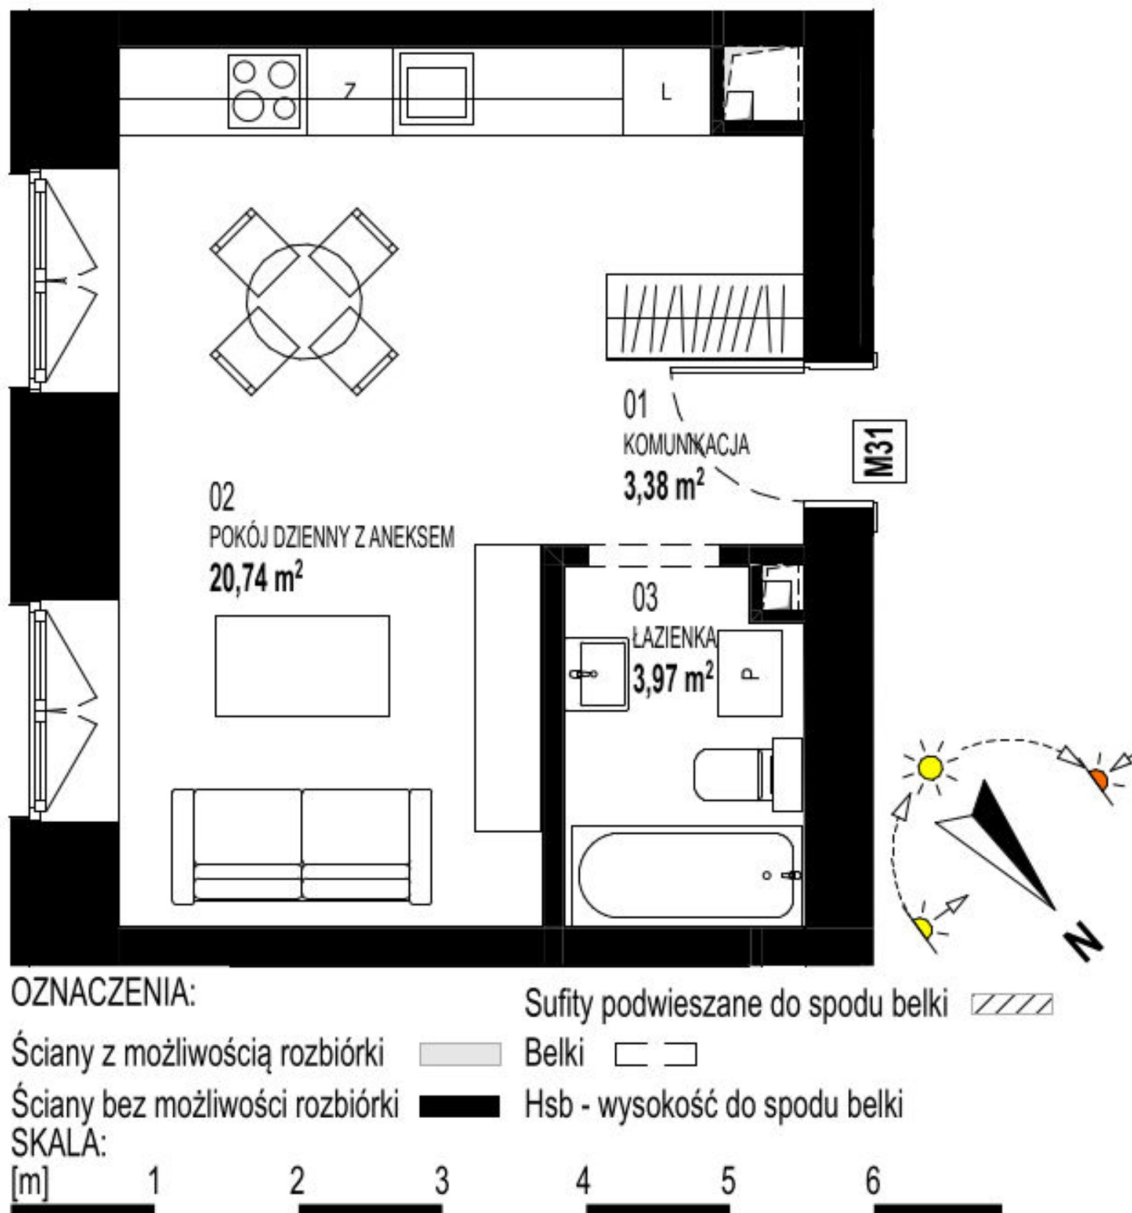 Z
L
01
KOMUNIKACJA
3,38 m²
M31
02
POKÓJ DZIENNY Z ANEKSEM
20,74 m²
03
ŁAZIENKA
3,97 m²
P
N
OZNACZENIA:
Sufity podwieszane do spodu belki
Ściany z możliwością rozbiórki
Belki
Ściany bez możliwości rozbiórki
Hsb - wysokość do spodu belki
SKALA:
[m] 1 2 3 4 5 6